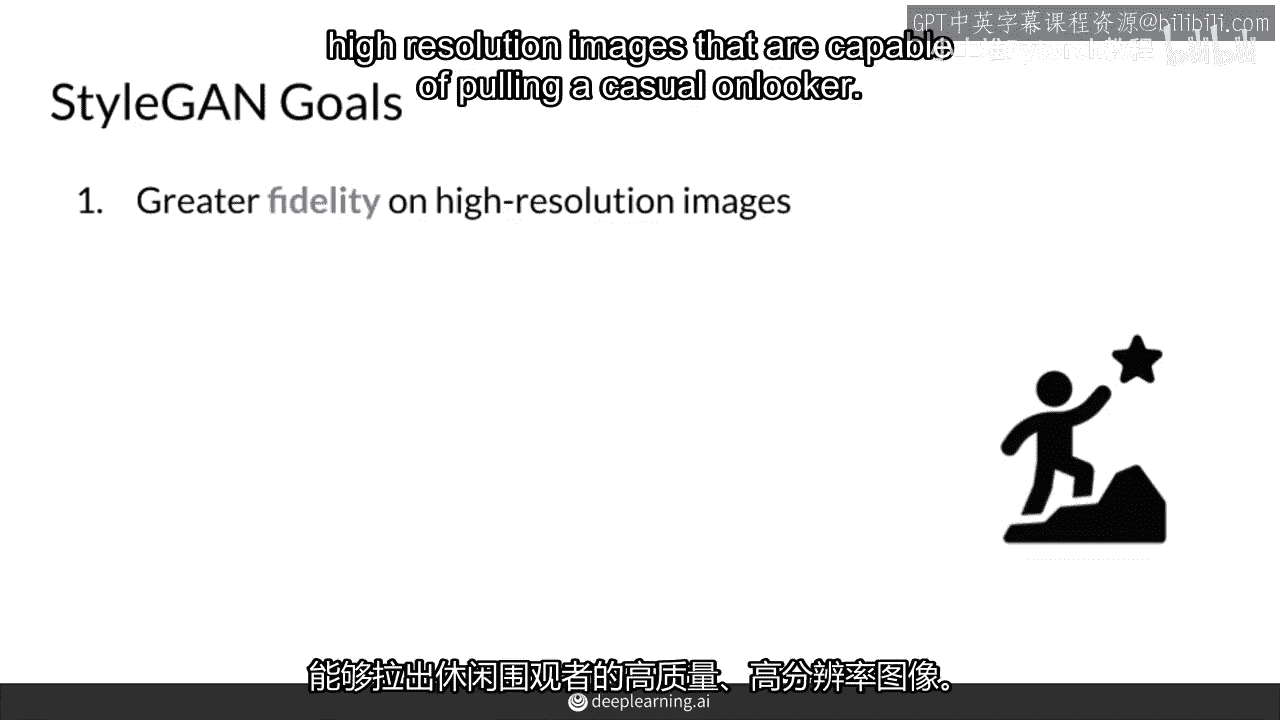 GPT中英字幕课程资源@bilibili.com
high resolution images that are capable
of pulling a casual onlooker.
StyleGAN Goals
1. Greater fidelity on high-resolution images
能够拉出休闲围观者的高质量、高分辨率图像。
deeplearning.ai